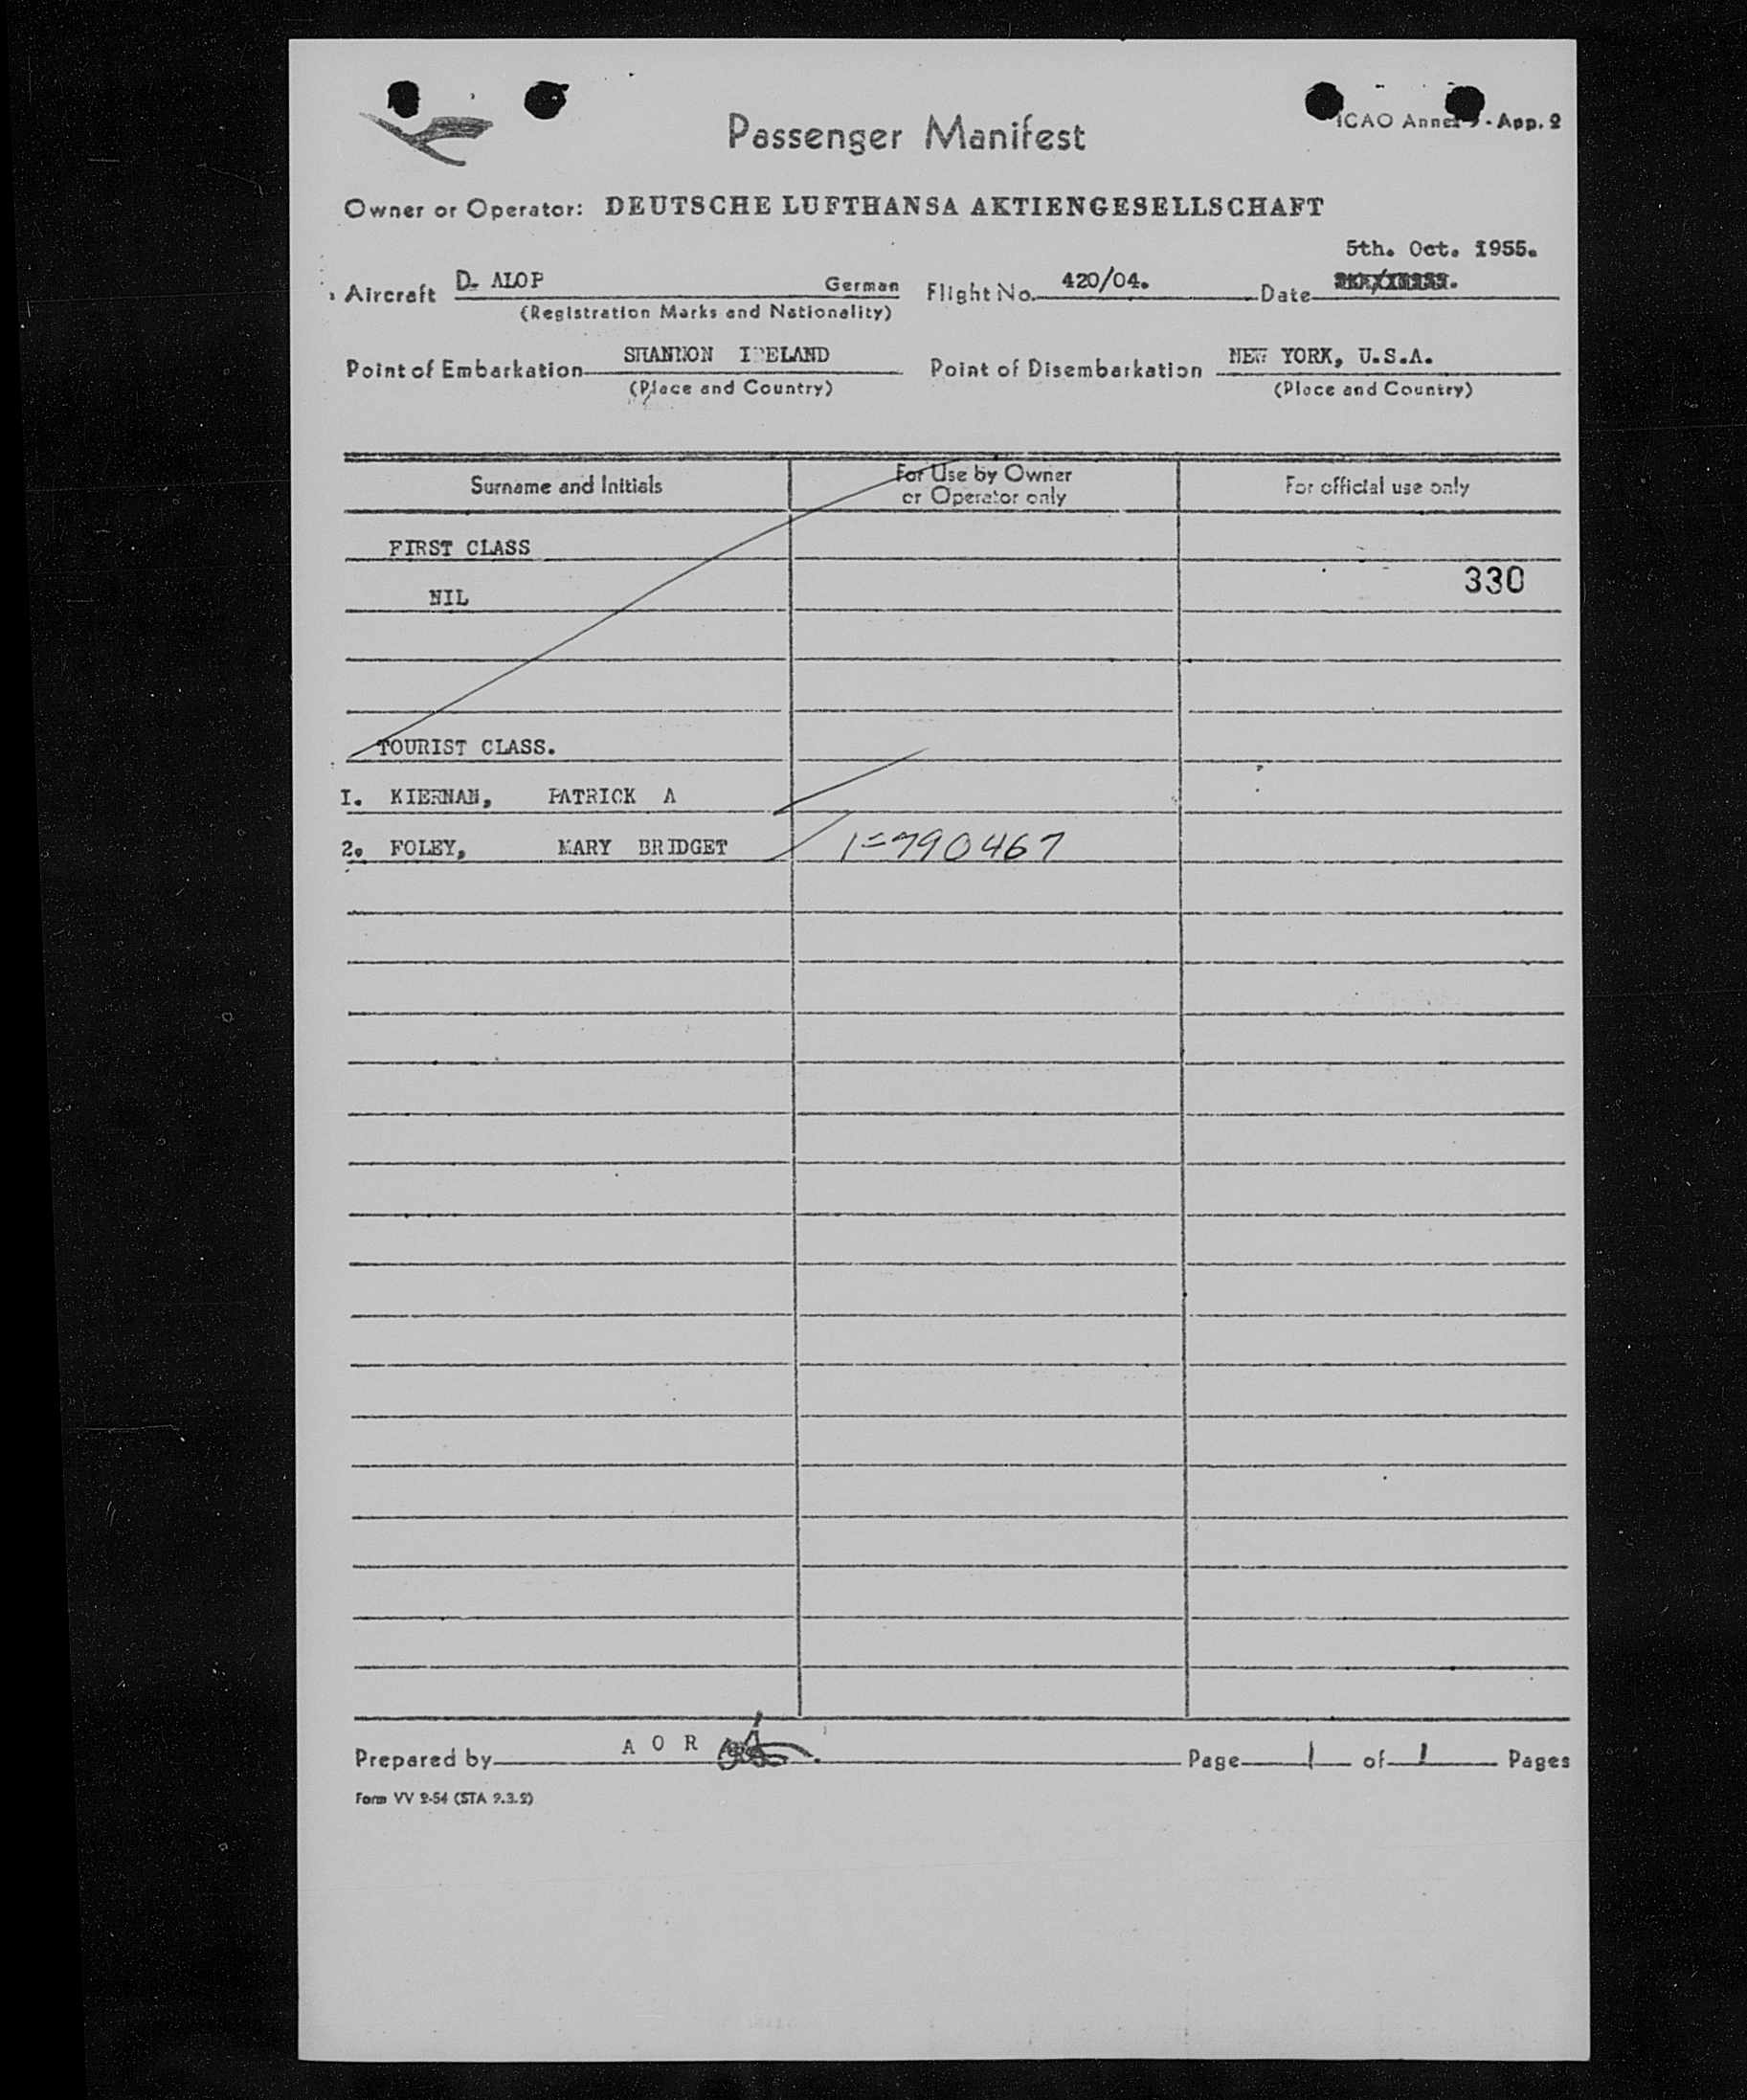 Passenger Manifest
ICAO Annex 9 - App. 2
Owner or Operator: DEUTSCHE LUFTHANSA AKTIENGESELLSCHAFT
5th. Oct. 1955.
Aircraft D. ALOP German Flight No. 420/04. Date
(Registration Marks and Nationality)
Point of Embarkation SHANNON IRELAND Point of Disembarkation NEW YORK, U.S.A.
(Place and Country) (Place and Country)
Surname and Initials For Use by Owner or Operator only For official use only
FIRST CLASS
330
NIL
TOURIST CLASS.
I. KIERNAN, PATRICK A
2. FOLEY, MARY BRIDGET 1=790467
Prepared by A O R Page 1 of 1 Pages
Form VV 2-54 (STA 9.3.2)